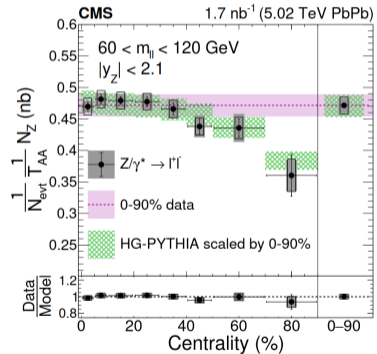 CMS 1.7 nb⁻¹ (5.02 TeV PbPb)
60 < m_ll < 120 GeV
|y_Z| < 2.1
1/N_evt 1/T_AA N_Z (nb)
0.6
0.55
0.5
0.45
0.4
0.35
0.3
0.25
Z/γ* → l⁺l⁻
0-90% data
HG-PYTHIA scaled by 0-90%
Data/Model
1.2
1
0.8
0 20 40 60 80 0-90
Centrality (%)